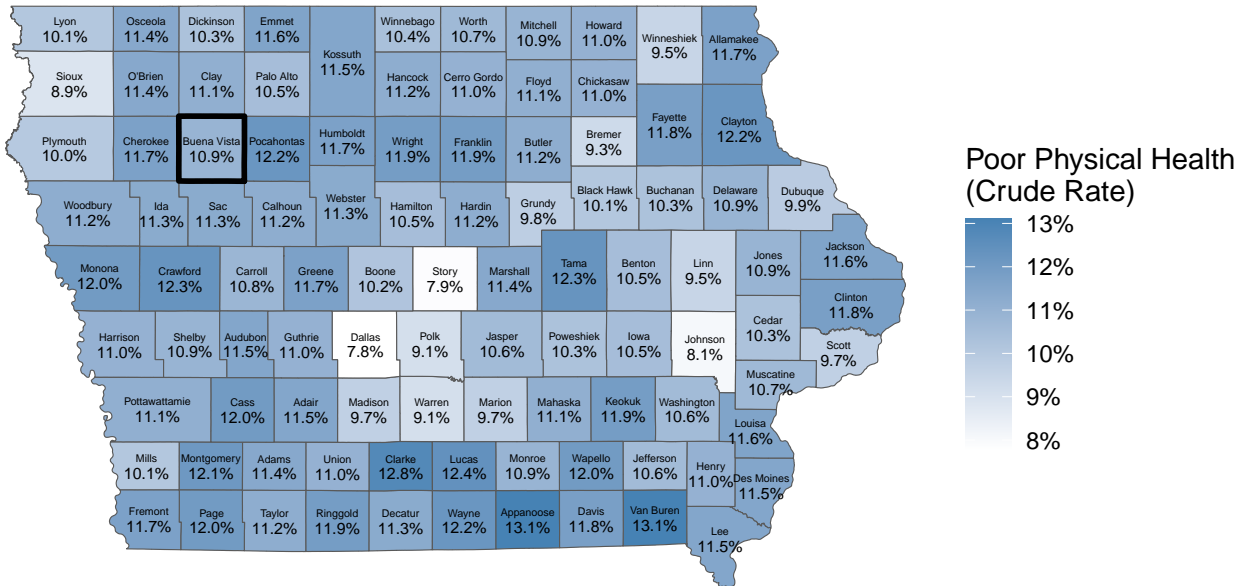 Lyon
10.1%
Osceola
11.4%
Dickinson
10.3%
Emmet
11.6%
Kossuth
11.5%
Winnebago
10.4%
Worth
10.7%
Mitchell
10.9%
Howard
11.0%
Winneshiek
9.5%
Allamakee
11.7%
Sioux
8.9%
O'Brien
11.4%
Clay
11.1%
Palo Alto
10.5%
Hancock
11.2%
Cerro Gordo
11.0%
Floyd
11.1%
Chickasaw
11.0%
Plymouth
10.0%
Cherokee
11.7%
Buena Vista
10.9%
Pocahontas
12.2%
Humboldt
11.7%
Wright
11.9%
Franklin
11.9%
Butler
11.2%
Bremer
9.3%
Fayette
11.8%
Clayton
12.2%
Woodbury
11.2%
Ida
11.3%
Sac
11.3%
Calhoun
11.2%
Webster
11.3%
Hamilton
10.5%
Hardin
11.2%
Grundy
9.8%
Black Hawk
10.1%
Buchanan
10.3%
Delaware
10.9%
Dubuque
9.9%
Monona
12.0%
Crawford
12.3%
Carroll
10.8%
Greene
11.7%
Boone
10.2%
Story
7.9%
Marshall
11.4%
Tama
12.3%
Benton
10.5%
Linn
9.5%
Jones
10.9%
Jackson
11.6%
Clinton
11.8%
Harrison
11.0%
Shelby
10.9%
Audubon
11.5%
Guthrie
11.0%
Dallas
7.8%
Polk
9.1%
Jasper
10.6%
Poweshiek
10.3%
Iowa
10.5%
Johnson
8.1%
Cedar
10.3%
Scott
9.7%
Muscatine
10.7%
Pottawattamie
11.1%
Cass
12.0%
Adair
11.5%
Madison
9.7%
Warren
9.1%
Marion
9.7%
Mahaska
11.1%
Keokuk
11.9%
Washington
10.6%
Louisa
11.6%
Mills
10.1%
Montgomery
12.1%
Adams
11.4%
Union
11.0%
Clarke
12.8%
Lucas
12.4%
Monroe
10.9%
Wapello
12.0%
Jefferson
10.6%
Henry
11.0%
Des Moines
11.5%
Fremont
11.7%
Page
12.0%
Taylor
11.2%
Ringgold
11.9%
Decatur
11.3%
Wayne
12.2%
Appanoose
13.1%
Davis
11.8%
Van Buren
13.1%
Lee
11.5%
Poor Physical Health
(Crude Rate)
13%
12%
11%
10%
9%
8%